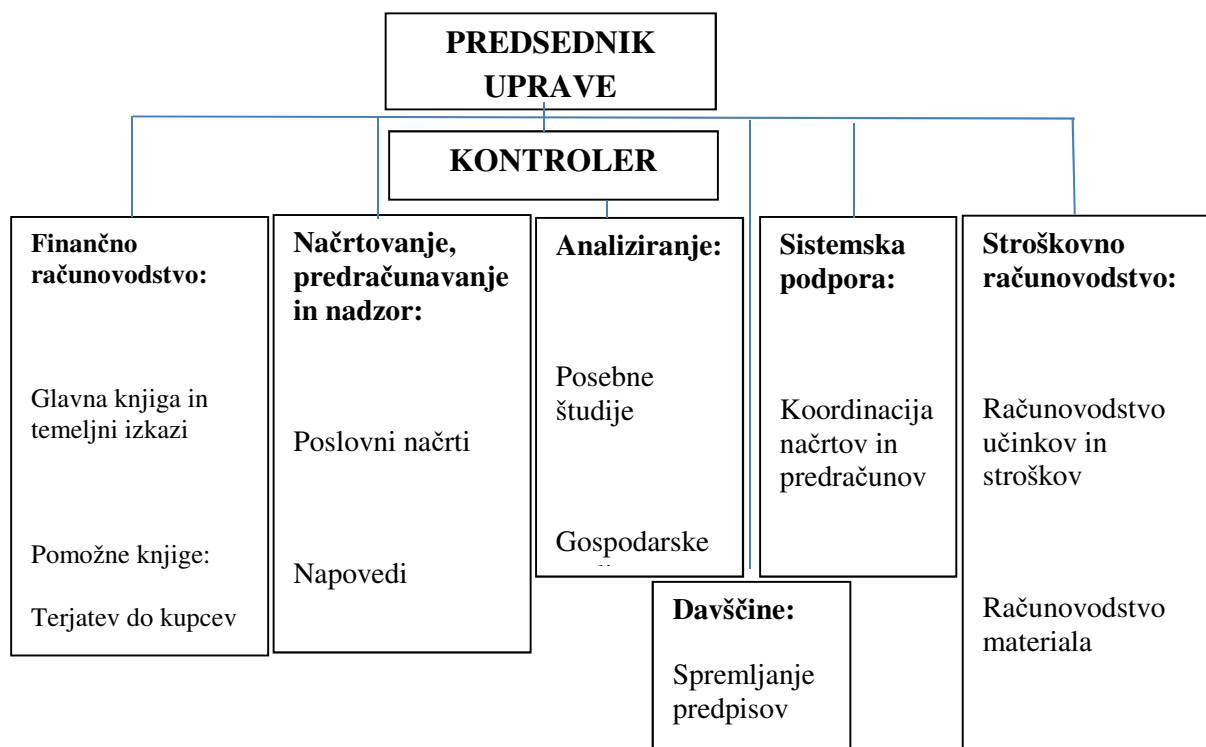 PREDSEDNIK
UPRAVE
KONTROLER
Finančno
računovodstvo:
Glavna knjiga in
temeljni izkazi
Pomožne knjige:
Terjatev do kupcev
Načrtovanje,
predračunavanje
in nadzor:
Poslovni načrti
Napovedi
Analiziranje:
Posebne
študije
Gospodarske
Sistemska
podpora:
Koordinacija
načrtov in
predračunov
Stroškovno
računovodstvo:
Računovodstvo
učinkov in
stroškov
Računovodstvo
materiala
Davščine:
Spremljanje
predpisov